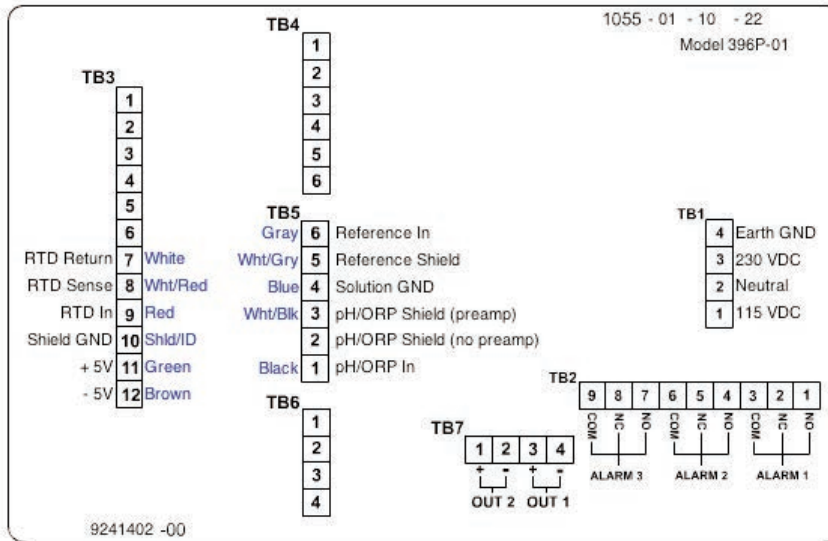 1055 - 01 - 10 - 22
Model 396P-01
TB4
1
2
3
4
5
6
TB3
1
2
3
4
5
6
RTD Return 7 White
RTD Sense 8 Wht/Red
RTD In 9 Red
Shield GND 10 Shld/ID
+ 5V 11 Green
- 5V 12 Brown
TB5
Gray 6 Reference In
Wht/Gry 5 Reference Shield
Blue 4 Solution GND
Wht/Blk 3 pH/ORP Shield (preamp)
2 pH/ORP Shield (no preamp)
Black 1 pH/ORP In
TB1
4 Earth GND
3 230 VDC
2 Neutral
1 115 VDC
TB6
1
2
3
4
TB2
9 8 7 6 5 4 3 2 1
COM NC NO COM NC NO COM NC NO
ALARM 3 ALARM 2 ALARM 1
TB7
1 2 3 4
+ - + -
OUT 2 OUT 1
9241402 -00